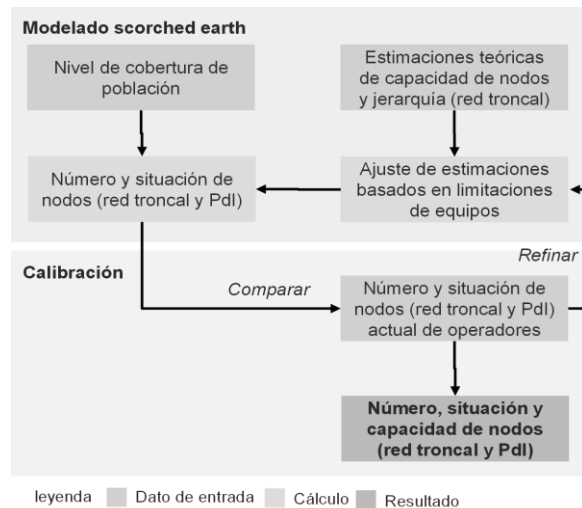 Modelado scorched earth
Nivel de cobertura de
población
Estimaciones teóricas
de capacidad de nodos
y jerarquía (red troncal)
Número y situación de
nodos (red troncal y PdI)
Ajuste de estimaciones
basados en limitaciones
de equipos
Calibración
Refinar
Comparar
Número y situación de
nodos (red troncal y PdI)
actual de operadores
Número, situación y
capacidad de nodos
(red troncal y PdI)
leyenda Dato de entrada Cálculo Resultado